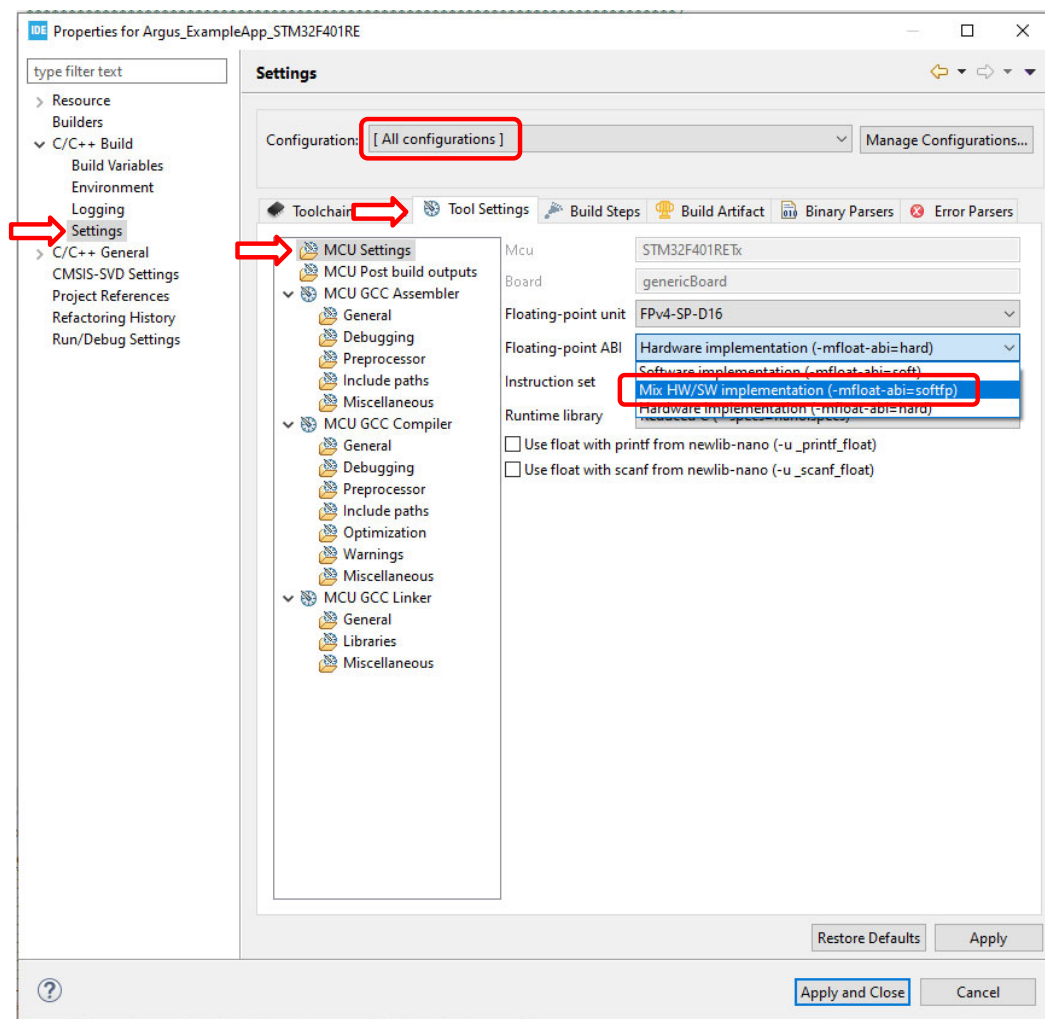 IDE Properties for Argus_ExampleApp_STM32F401RE
type filter text
Resource
Builders
C/C++ Build
Build Variables
Environment
Logging
Settings
C/C++ General
CMSIS-SVD Settings
Project References
Refactoring History
Run/Debug Settings
Settings
Configuration: [ All configurations ] Manage Configurations...
Toolchain Tool Settings Build Steps Build Artifact Binary Parsers Error Parsers
MCU Settings
MCU Post build outputs
MCU GCC Assembler
General
Debugging
Preprocessor
Include paths
Miscellaneous
MCU GCC Compiler
General
Debugging
Preprocessor
Include paths
Optimization
Warnings
Miscellaneous
MCU GCC Linker
General
Libraries
Miscellaneous
Mcu STM32F401RETx
Board genericBoard
Floating-point unit FPv4-SP-D16
Floating-point ABI Hardware implementation (-mfloat-abi=hard)
Software implementation (-mfloat-abi=soft)
Instruction set Mix HW/SW implementation (-mfloat-abi=softfp)
Hardware implementation (-mfloat-abi=hard)
Runtime library
Use float with printf from newlib-nano (-u _printf_float)
Use float with scanf from newlib-nano (-u _scanf_float)
Restore Defaults Apply
? Apply and Close Cancel